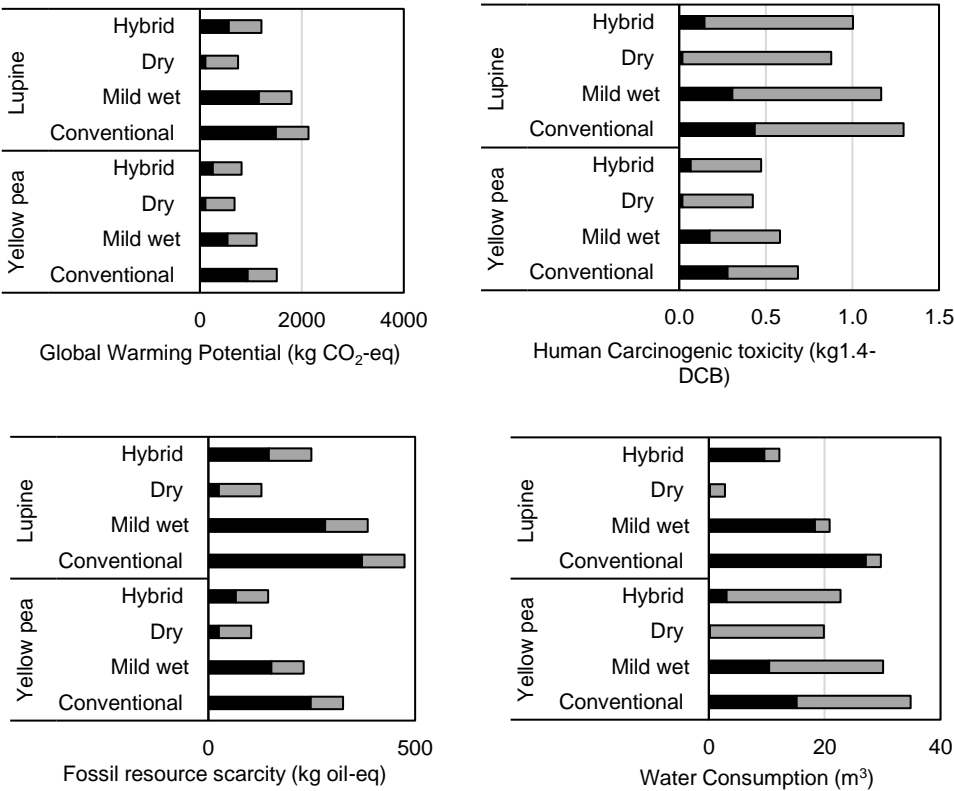 Lupine
Hybrid
Dry
Mild wet
Conventional
Yellow pea
Hybrid
Dry
Mild wet
Conventional
0 2000 4000
Global Warming Potential (kg CO₂-eq)
Lupine
Hybrid
Dry
Mild wet
Conventional
Yellow pea
Hybrid
Dry
Mild wet
Conventional
0.0 0.5 1.0 1.5
Human Carcinogenic toxicity (kg1.4-
DCB)
Lupine
Hybrid
Dry
Mild wet
Conventional
Yellow pea
Hybrid
Dry
Mild wet
Conventional
0 500
Fossil resource scarcity (kg oil-eq)
Lupine
Hybrid
Dry
Mild wet
Conventional
Yellow pea
Hybrid
Dry
Mild wet
Conventional
0 20 40
Water Consumption (m³)